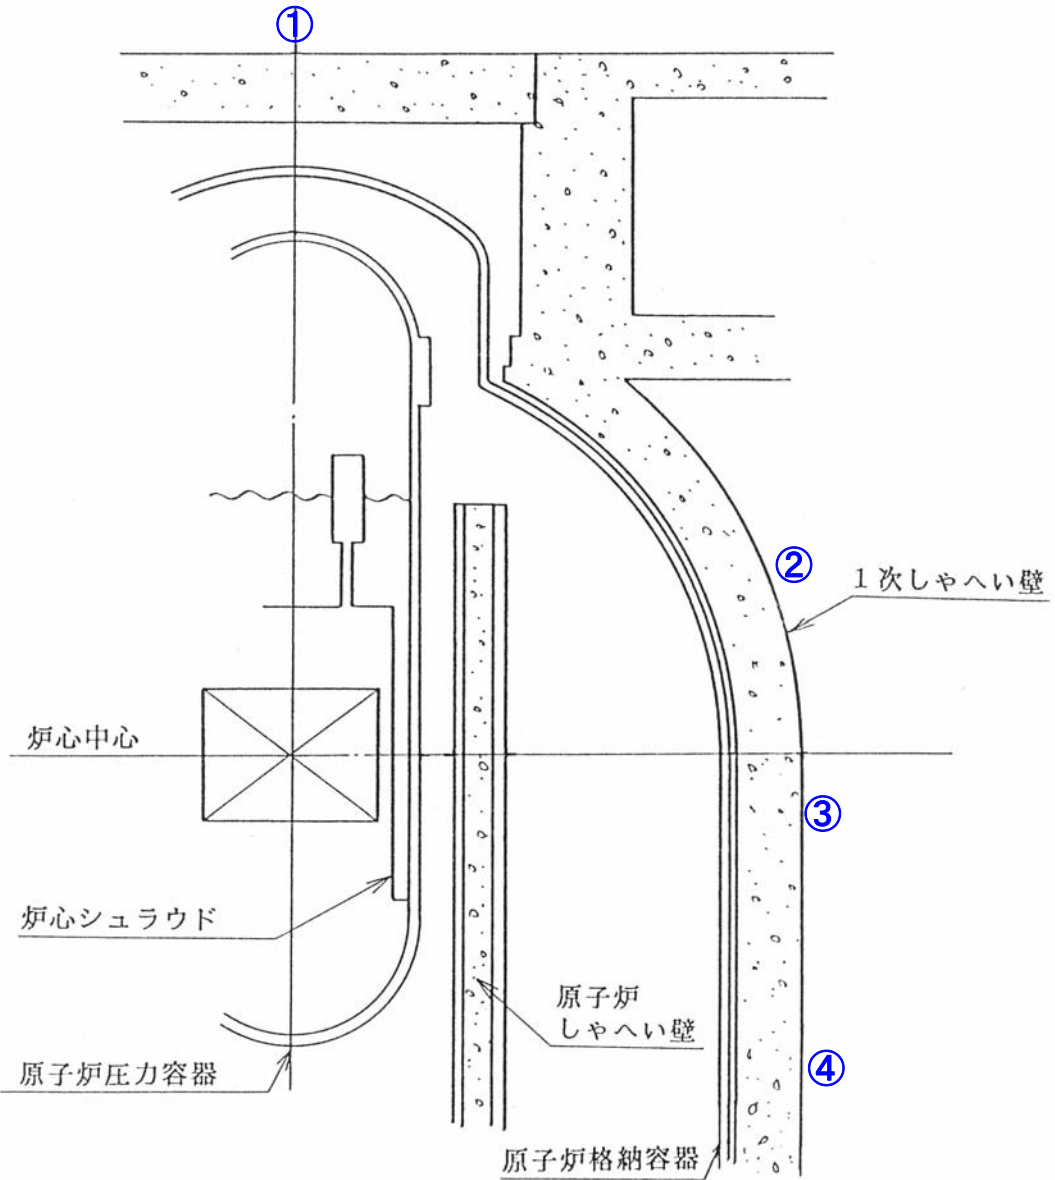 ①
②
1次しゃへい壁
炉心中心
③
炉心シュラウド
原子炉
しゃへい壁
原子炉圧力容器
④
原子炉格納容器